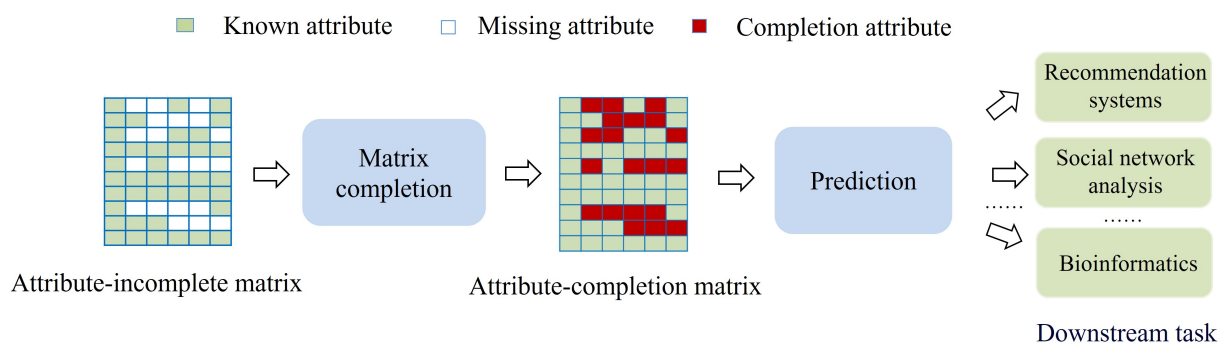 Known attribute
Missing attribute
Completion attribute
Matrix
completion
Prediction
Recommendation
systems
Social network
analysis
......
......
Bioinformatics
Attribute-incomplete matrix
Attribute-completion matrix
Downstream task